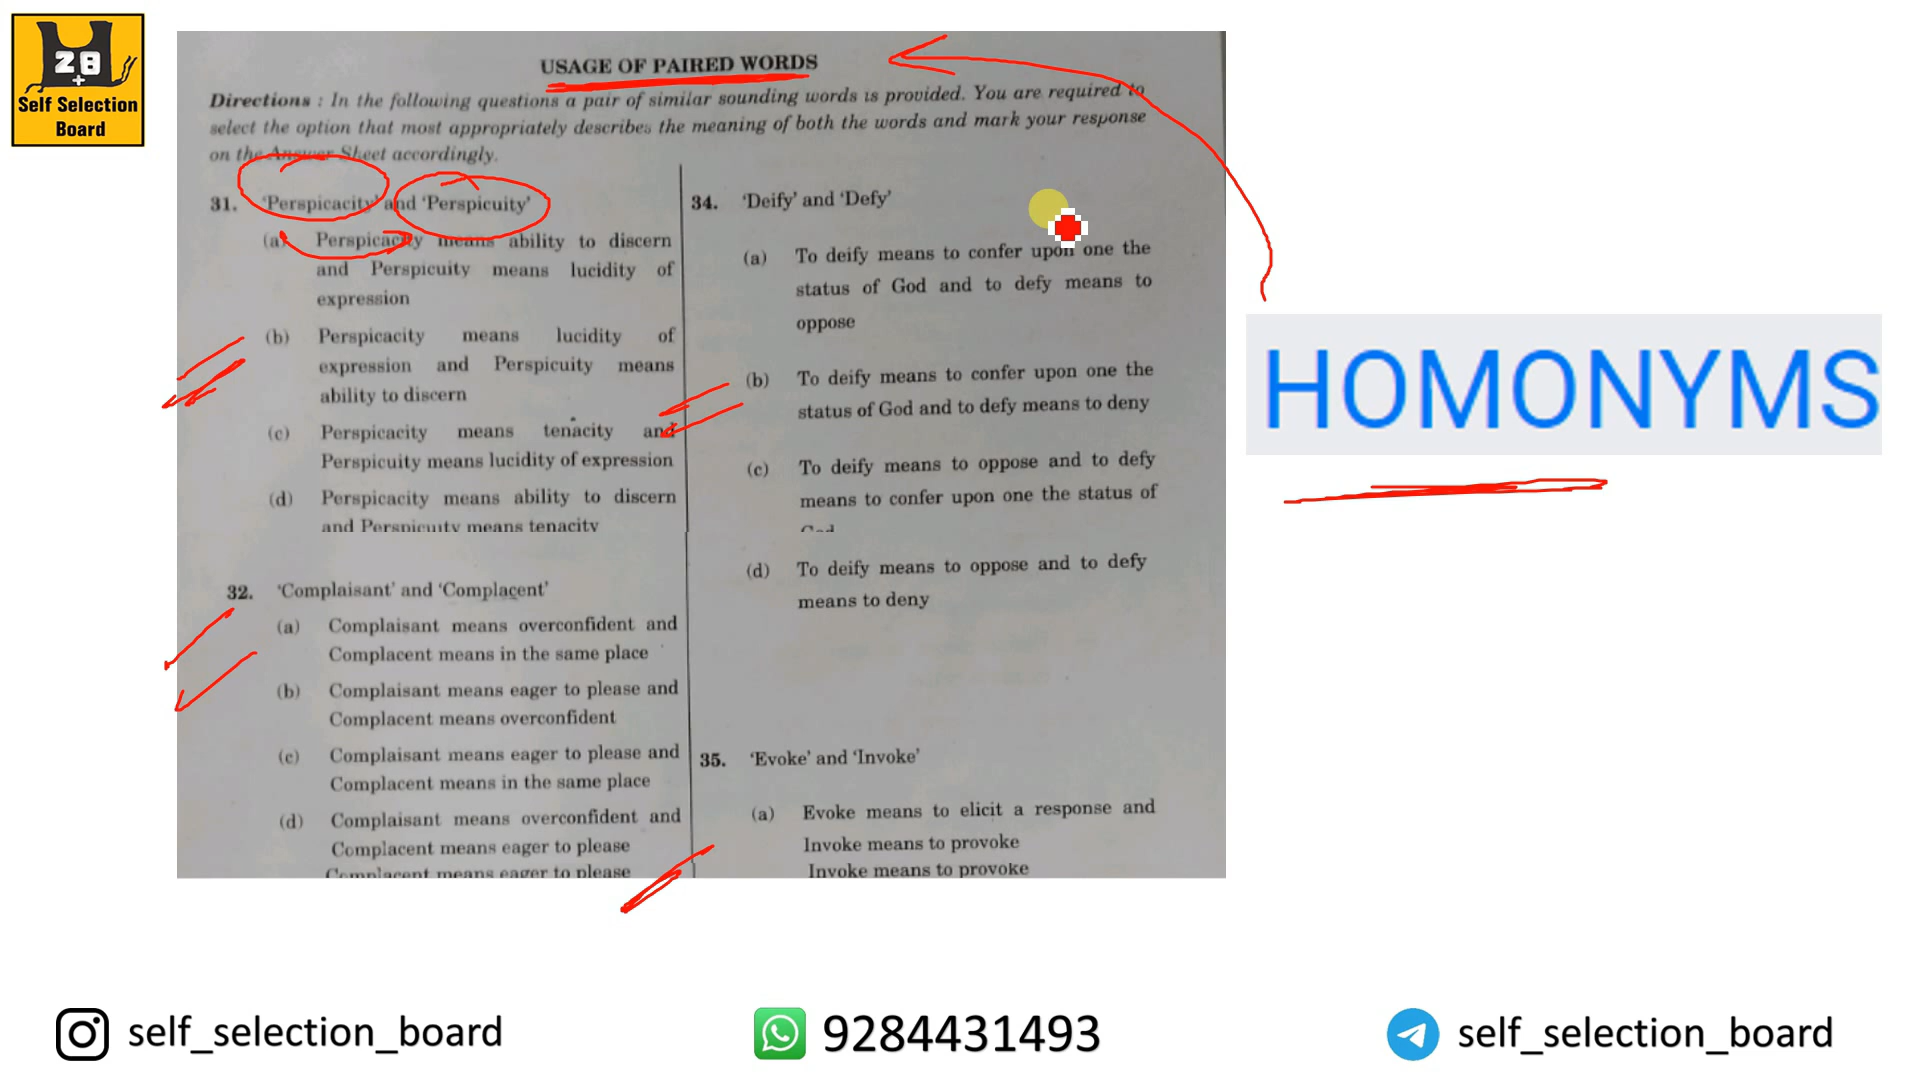 28
+
Self Selection
Board
USAGE OF PAIRED WORDS
Directions : In the following questions a pair of similar sounding words is provided. You are required to
select the option that most appropriately describes the meaning of both the words and mark your response
on the Answer Sheet accordingly.
31. 'Perspicacity' and 'Perspicuity'
(a) Perspicacity means ability to discern
and Perspicuity means lucidity of
expression
(b) Perspicacity means lucidity of
expression and Perspicuity means
ability to discern
(c) Perspicacity means tenacity and
Perspicuity means lucidity of expression
(d) Perspicacity means ability to discern
and Perspicuity means tenacity
32. 'Complaisant' and 'Complacent'
(a) Complaisant means overconfident and
Complacent means in the same place
(b) Complaisant means eager to please and
Complacent means overconfident
(c) Complaisant means eager to please and
Complacent means in the same place
(d) Complaisant means overconfident and
Complacent means eager to please
Complacent means eager to please
34. 'Deify' and 'Defy'
(a) To deify means to confer upon one the
status of God and to defy means to
oppose
(b) To deify means to confer upon one the
status of God and to defy means to deny
(c) To deify means to oppose and to defy
means to confer upon one the status of
God
(d) To deify means to oppose and to defy
means to deny
35. 'Evoke' and 'Invoke'
(a) Evoke means to elicit a response and
Invoke means to provoke
Invoke means to provoke
HOMONYMS
self_selection_board
9284431493
self_selection_board